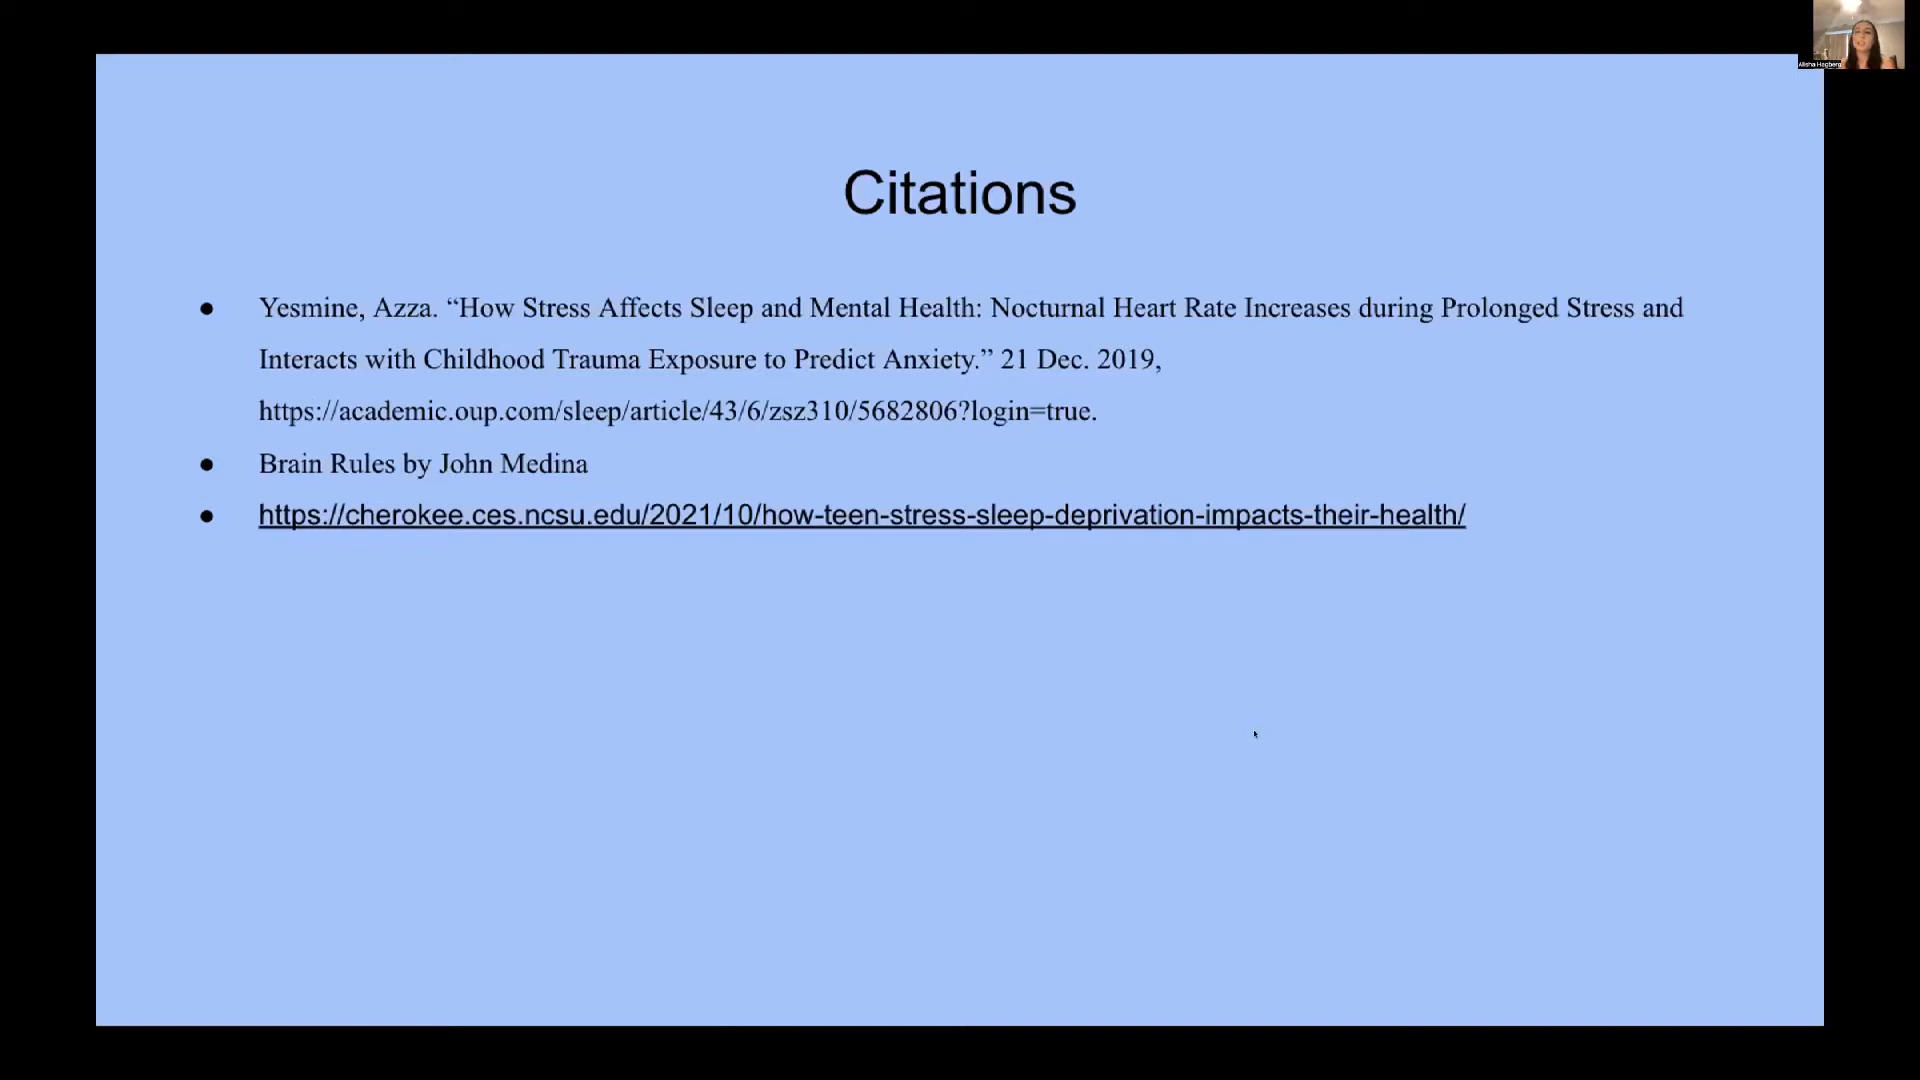 Alisha Hagberg
Citations
● Yesmine, Azza. “How Stress Affects Sleep and Mental Health: Nocturnal Heart Rate Increases during Prolonged Stress and
Interacts with Childhood Trauma Exposure to Predict Anxiety.” 21 Dec. 2019,
https://academic.oup.com/sleep/article/43/6/zsz310/5682806?login=true.
● Brain Rules by John Medina
● https://cherokee.ces.ncsu.edu/2021/10/how-teen-stress-sleep-deprivation-impacts-their-health/